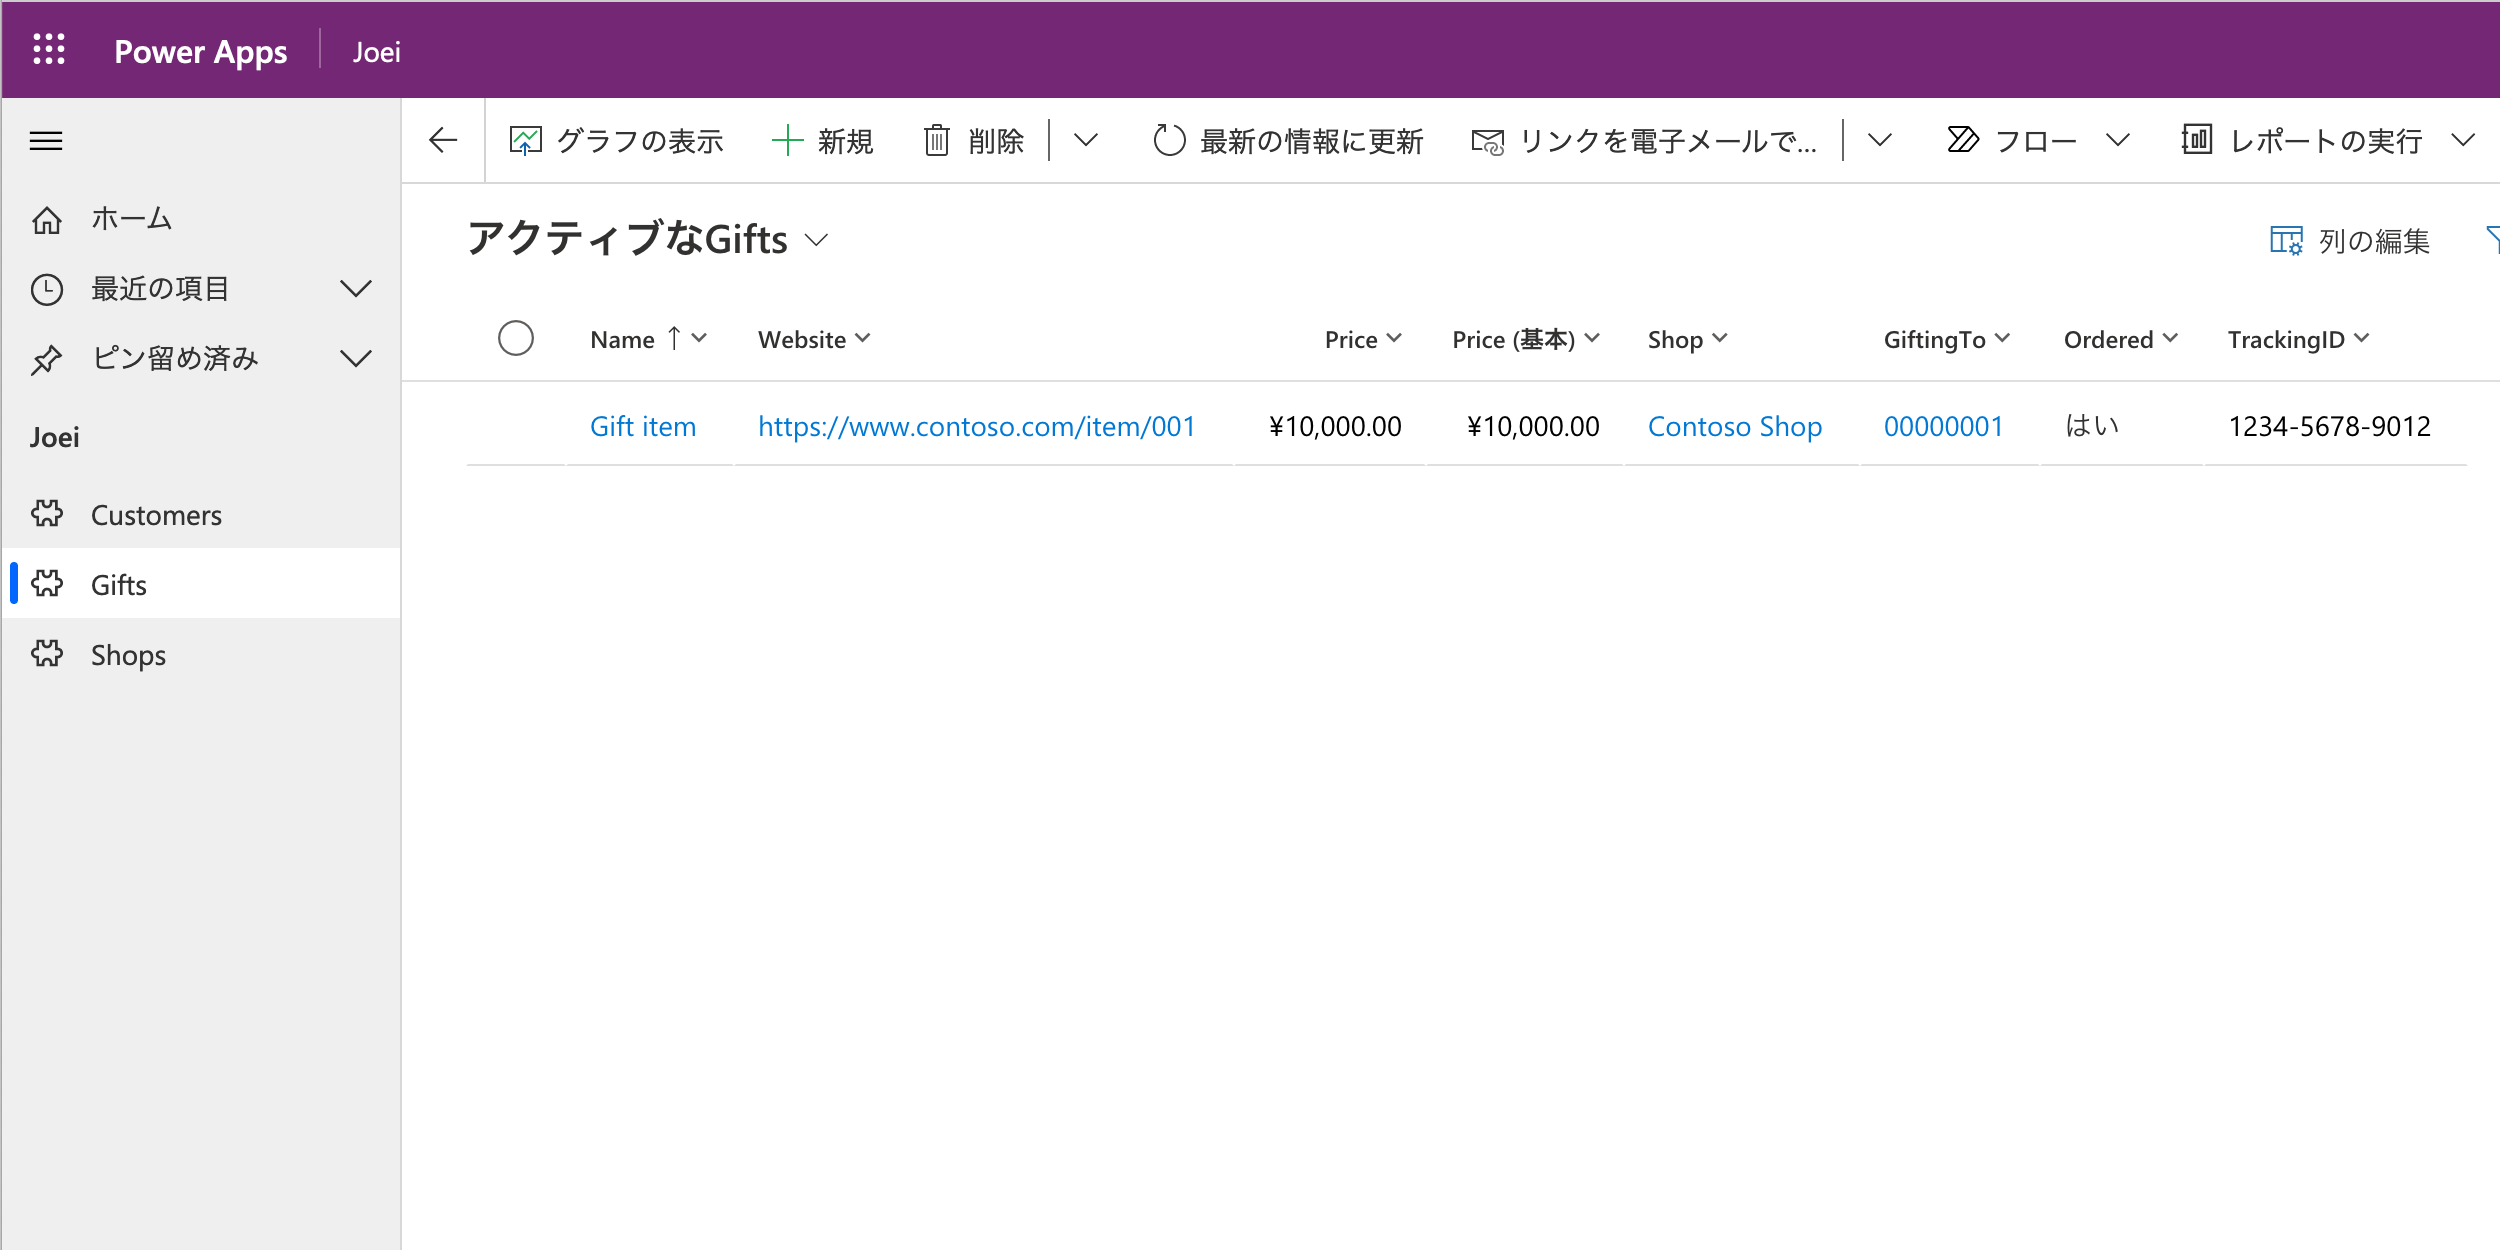 Power Apps Joei
グラフの表示 新規 削除 最新の情報に更新 リンクを電子メールで... フロー レポートの実行
ホーム
最近の項目
ピン留め済み
Joei
Customers
Gifts
Shops
アクティブなGifts 列の編集
Name Website Price Price (基本) Shop GiftingTo Ordered TrackingID
Gift item https://www.contoso.com/item/001 ¥10,000.00 ¥10,000.00 Contoso Shop 00000001 はい 1234-5678-9012